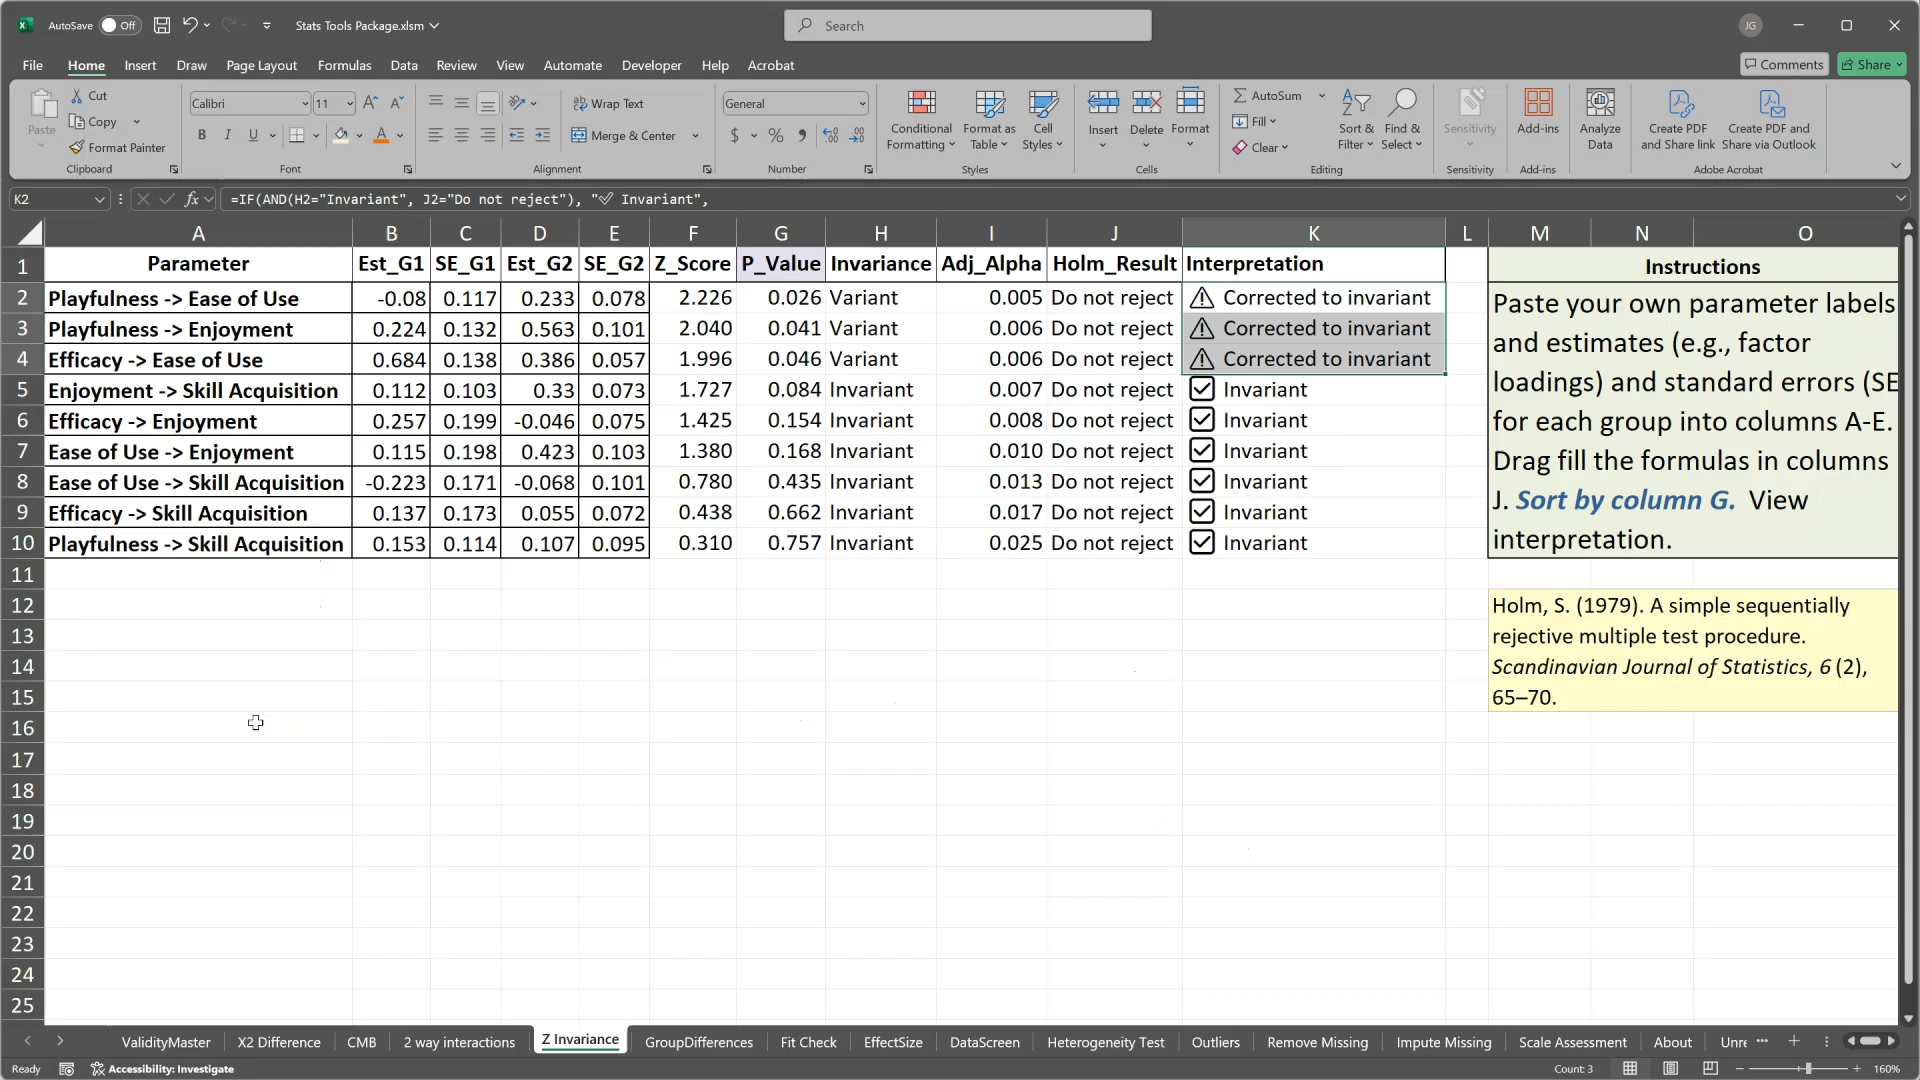 AutoSave Off Stats Tools Package.xlsm Search JG
File Home Insert Draw Page Layout Formulas Data Review View Automate Developer Help Acrobat Comments Share
Paste Cut Copy Format Painter Clipboard
Calibri 11 B I U A Font
Wrap Text Merge & Center Alignment
General $ % Number
Conditional Formatting Format as Table Cell Styles Styles
Insert Delete Format Cells
AutoSum Fill Clear Sort & Filter Find & Select Editing
Sensitivity Sensitivity
Add-ins Add-ins
Analyze Data
Create PDF and Share link Create PDF and Share via Outlook Adobe Acrobat
K2 fx =IF(AND(H2="Invariant", J2="Do not reject"), "✓ Invariant",
A B C D E F G H I J K L M N O
1 Parameter Est_G1 SE_G1 Est_G2 SE_G2 Z_Score P_Value Invariance Adj_Alpha Holm_Result Interpretation
2 Playfulness -> Ease of Use -0.08 0.117 0.233 0.078 2.226 0.026 Variant 0.005 Do not reject ⚠ Corrected to invariant
3 Playfulness -> Enjoyment 0.224 0.132 0.563 0.101 2.040 0.041 Variant 0.006 Do not reject ⚠ Corrected to invariant
4 Efficacy -> Ease of Use 0.684 0.138 0.386 0.057 1.996 0.046 Variant 0.006 Do not reject ⚠ Corrected to invariant
5 Enjoyment -> Skill Acquisition 0.112 0.103 0.33 0.073 1.727 0.084 Invariant 0.007 Do not reject ☑ Invariant
6 Efficacy -> Enjoyment 0.257 0.199 -0.046 0.075 1.425 0.154 Invariant 0.008 Do not reject ☑ Invariant
7 Ease of Use -> Enjoyment 0.115 0.198 0.423 0.103 1.380 0.168 Invariant 0.010 Do not reject ☑ Invariant
8 Ease of Use -> Skill Acquisition -0.223 0.171 -0.068 0.101 0.780 0.435 Invariant 0.013 Do not reject ☑ Invariant
9 Efficacy -> Skill Acquisition 0.137 0.173 0.055 0.072 0.438 0.662 Invariant 0.017 Do not reject ☑ Invariant
10 Playfulness -> Skill Acquisition 0.153 0.114 0.107 0.095 0.310 0.757 Invariant 0.025 Do not reject ☑ Invariant
11
12
13
14
15
16
17
18
19
20
21
22
23
24
25
Instructions
Paste your own parameter labels
and estimates (e.g., factor
loadings) and standard errors (SE
for each group into columns A-E.
Drag fill the formulas in columns
J. Sort by column G. View
interpretation.
Holm, S. (1979). A simple sequentially
rejective multiple test procedure.
Scandinavian Journal of Statistics, 6 (2),
65–70.
ValidityMaster X2 Difference CMB 2 way interactions Z Invariance GroupDifferences Fit Check EffectSize DataScreen Heterogeneity Test Outliers Remove Missing Impute Missing Scale Assessment About Unre ...
Ready Accessibility: Investigate Count: 3 160%